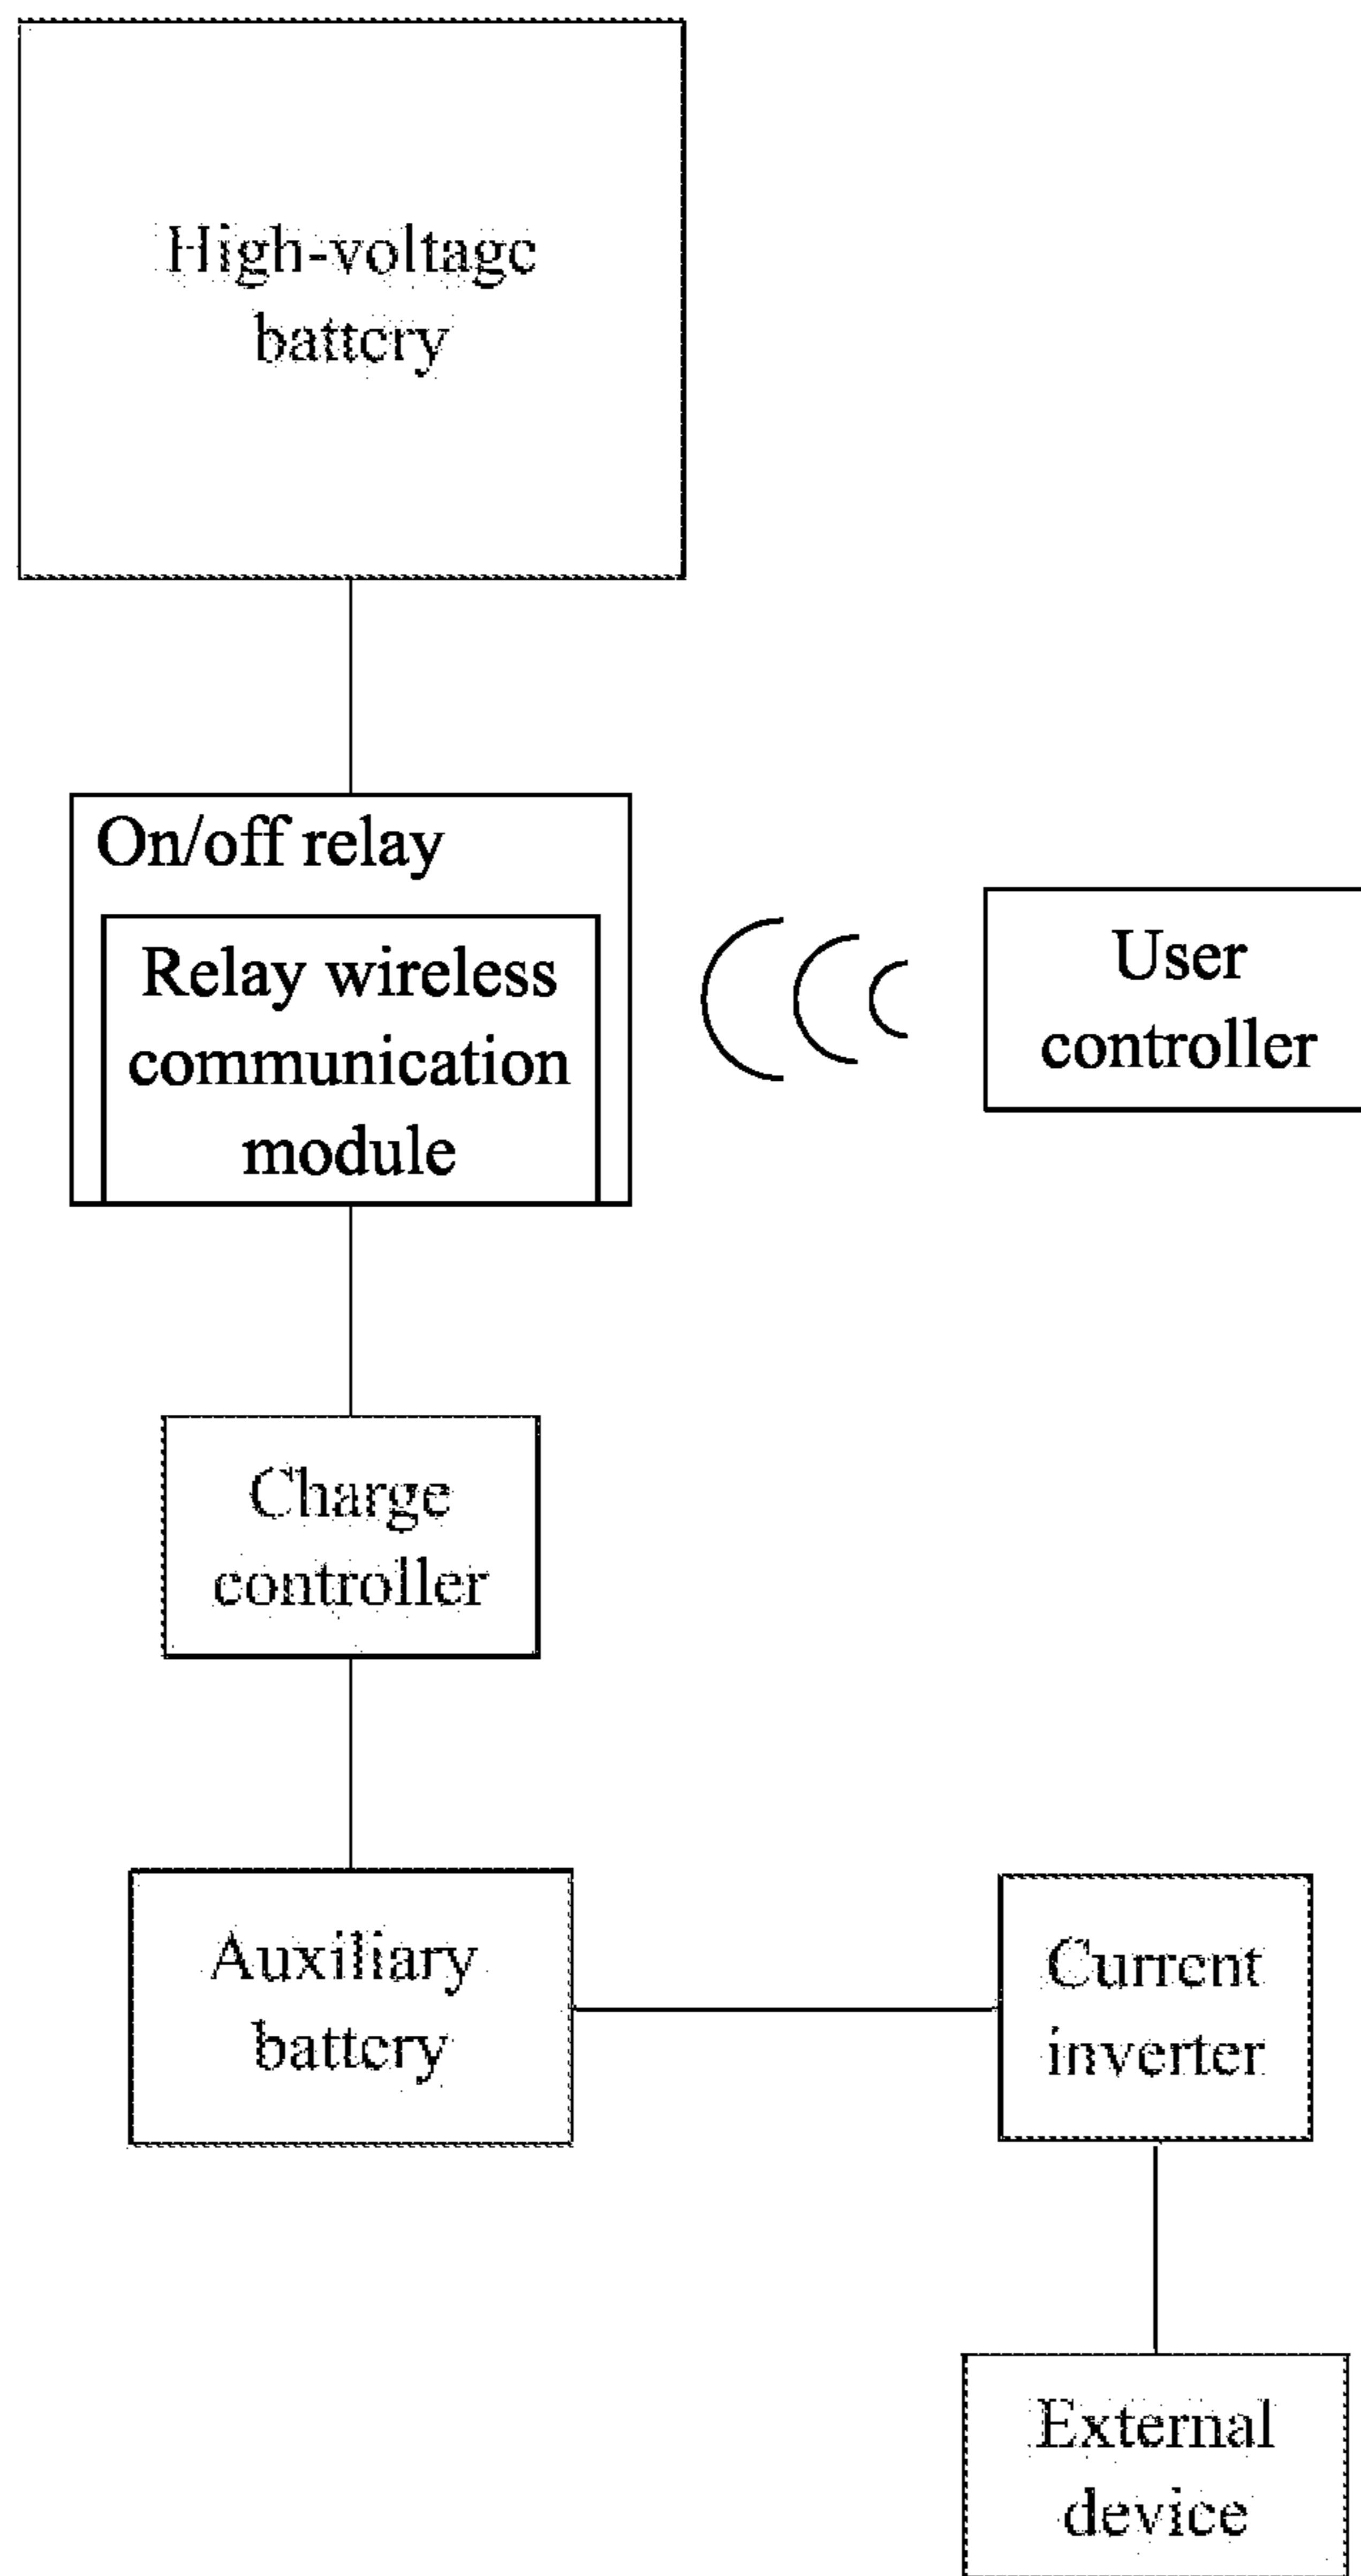 High-voltage
battery
On/off relay
Relay wireless
communication
module
User
controller
Charge
controller
Auxiliary
battery
Current
inverter
External
device